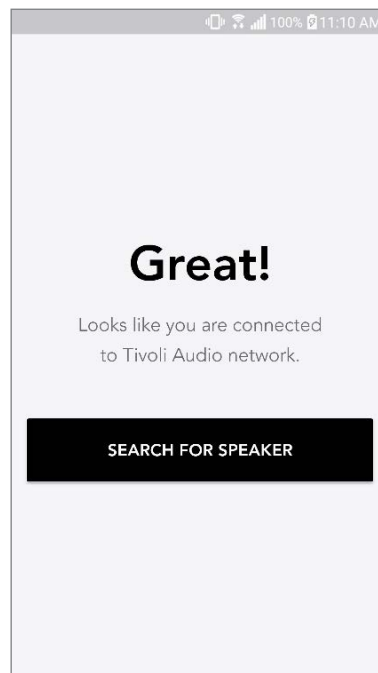 100% 11:10 AM
Great!
Looks like you are connected
to Tivoli Audio network.
SEARCH FOR SPEAKER